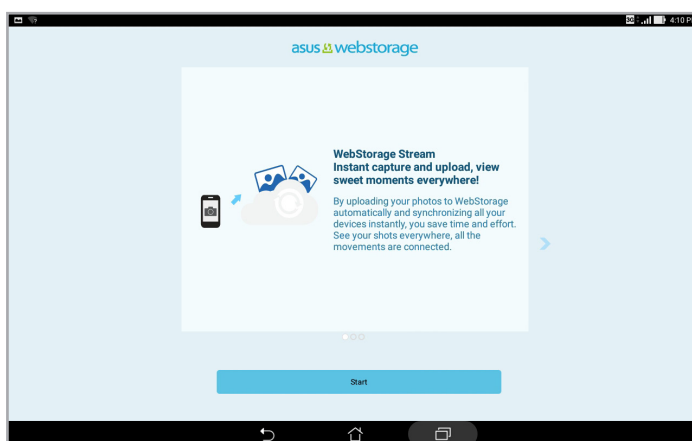 3G 4:10 P
asus webstorage
WebStorage Stream
Instant capture and upload, view
sweet moments everywhere!
By uploading your photos to WebStorage
automatically and synchronizing all your
devices instantly, you save time and effort.
See your shots everywhere, all the
movements are connected.
Start